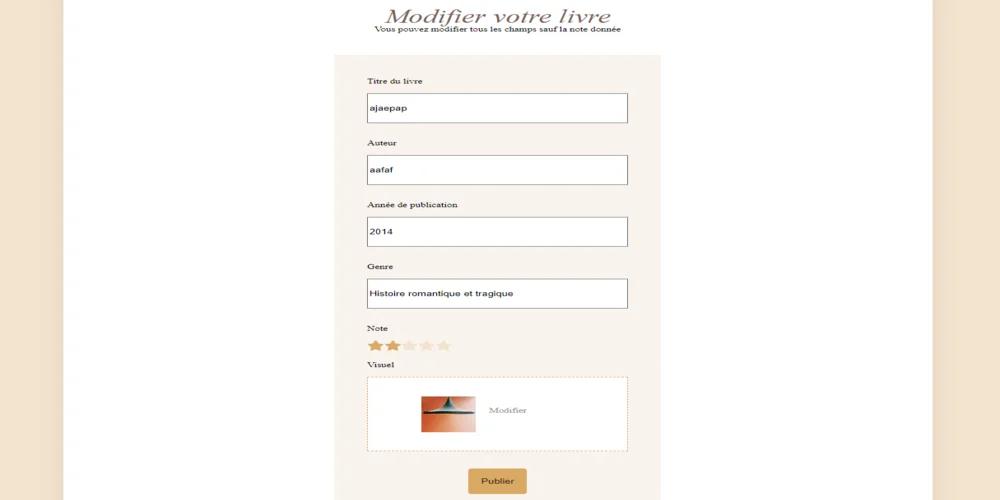 Modifier votre livre
Vous pouvez modifier tous les champs sauf la note donnée
Titre du livre
ajaepap
Auteur
aafaf
Année de publication
2014
Genre
Histoire romantique et tragique
Note
Visuel
Modifier
Publier